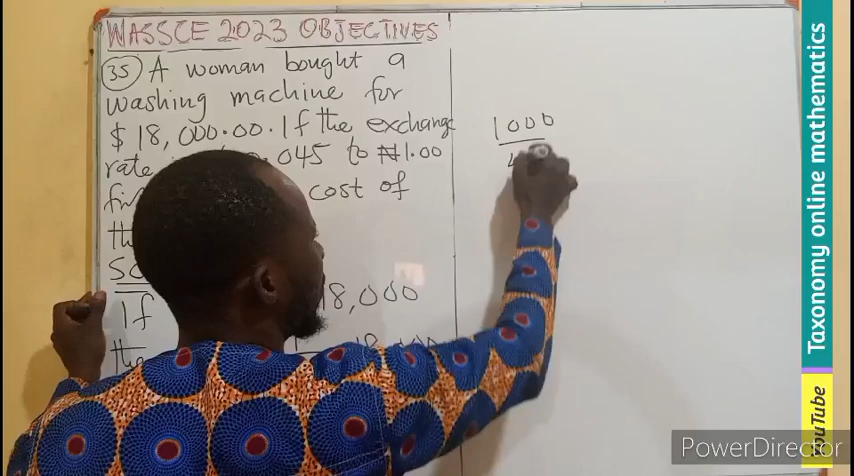 WASSCE 2023 OBJECTIVES
35 A woman bought a
washing machine for
$ 18,000.00. If the exchange
rate .045 to ₦1.00
cost of
18,000
If
the
1000
Taxonomy online mathematics
YouTube
PowerDirector